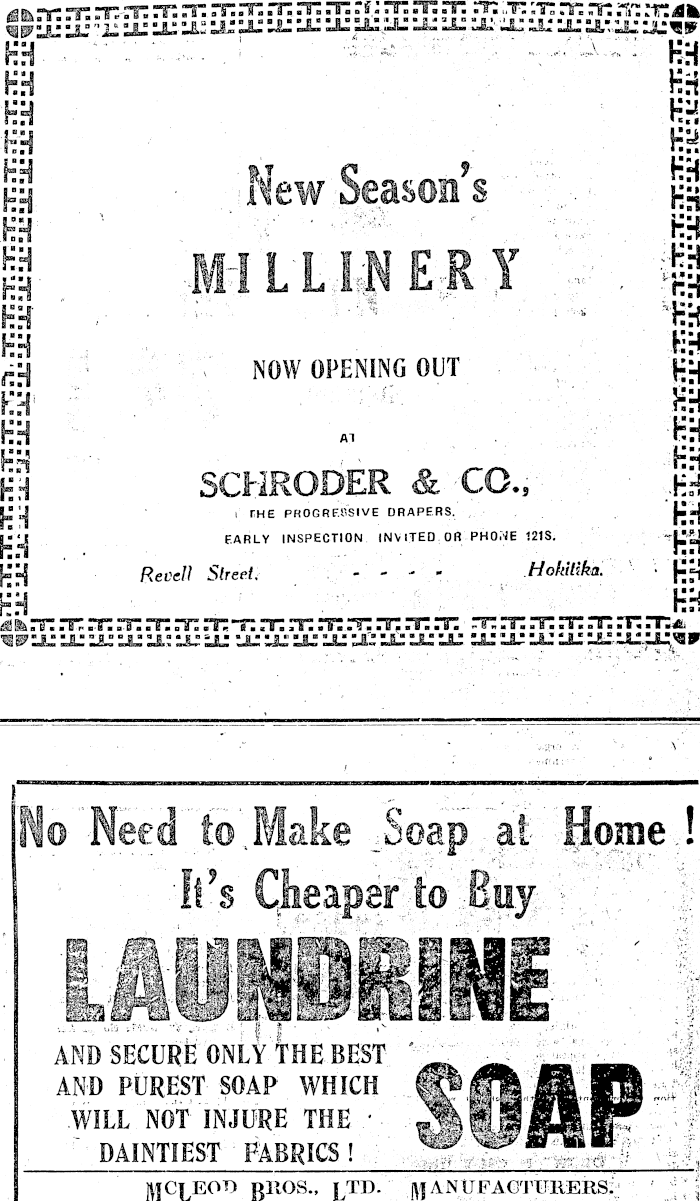 New Season's
MILLINERY
NOW OPENING OUT
AT
SCHRODER & CO.,
THE PROGRESSIVE DRAPERS.
EARLY INSPECTION INVITED OR PHONE 121S.
Revell Street. - - - - Hokitika.
No Need to Make Soap at Home !
It's Cheaper to Buy
LAUNDRINE
AND SECURE ONLY THE BEST
AND PUREST SOAP WHICH
WILL NOT INJURE THE
DAINTIEST FABRICS !
SOAP
MCLEOD BROS., LTD. MANUFACTURERS.